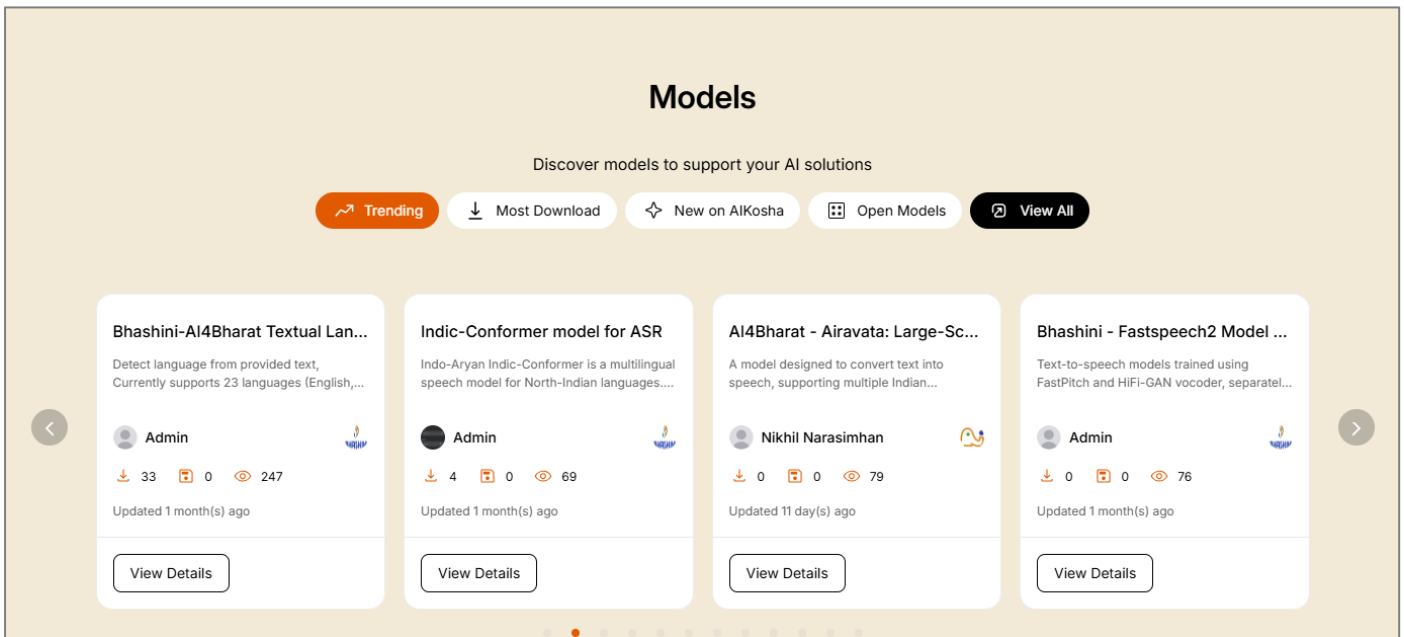 Models
Discover models to support your AI solutions
Trending
Most Download
New on AIKosha
Open Models
View All
Bhashini-AI4Bharat Textual Lan...
Detect language from provided text,
Currently supports 23 languages (English,...
Admin
33 0 247
Updated 1 month(s) ago
View Details
Indic-Conformer model for ASR
Indo-Aryan Indic-Conformer is a multilingual
speech model for North-Indian languages....
Admin
4 0 69
Updated 1 month(s) ago
View Details
AI4Bharat - Airavata: Large-Sc...
A model designed to convert text into
speech, supporting multiple Indian...
Nikhil Narasimhan
0 0 79
Updated 11 day(s) ago
View Details
Bhashini - Fastspeech2 Model ...
Text-to-speech models trained using
FastPitch and HiFi-GAN vocoder, separatel...
Admin
0 0 76
Updated 1 month(s) ago
View Details